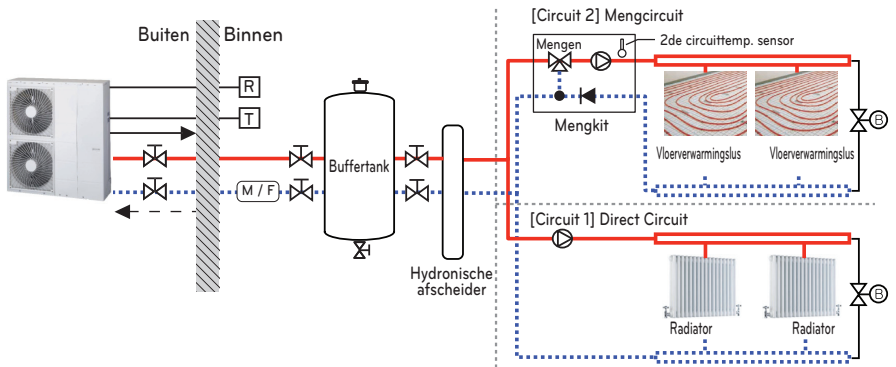 Buiten
Binnen
R
T
M / F
Buffertank
Hydronische
afscheider
[Circuit 2] Mengcircuit
Mengen
2de circuittemp. sensor
Mengkit
Vloerverwarmingslus
Vloerverwarmingslus
B
[Circuit 1] Direct Circuit
Radiator
Radiator
B